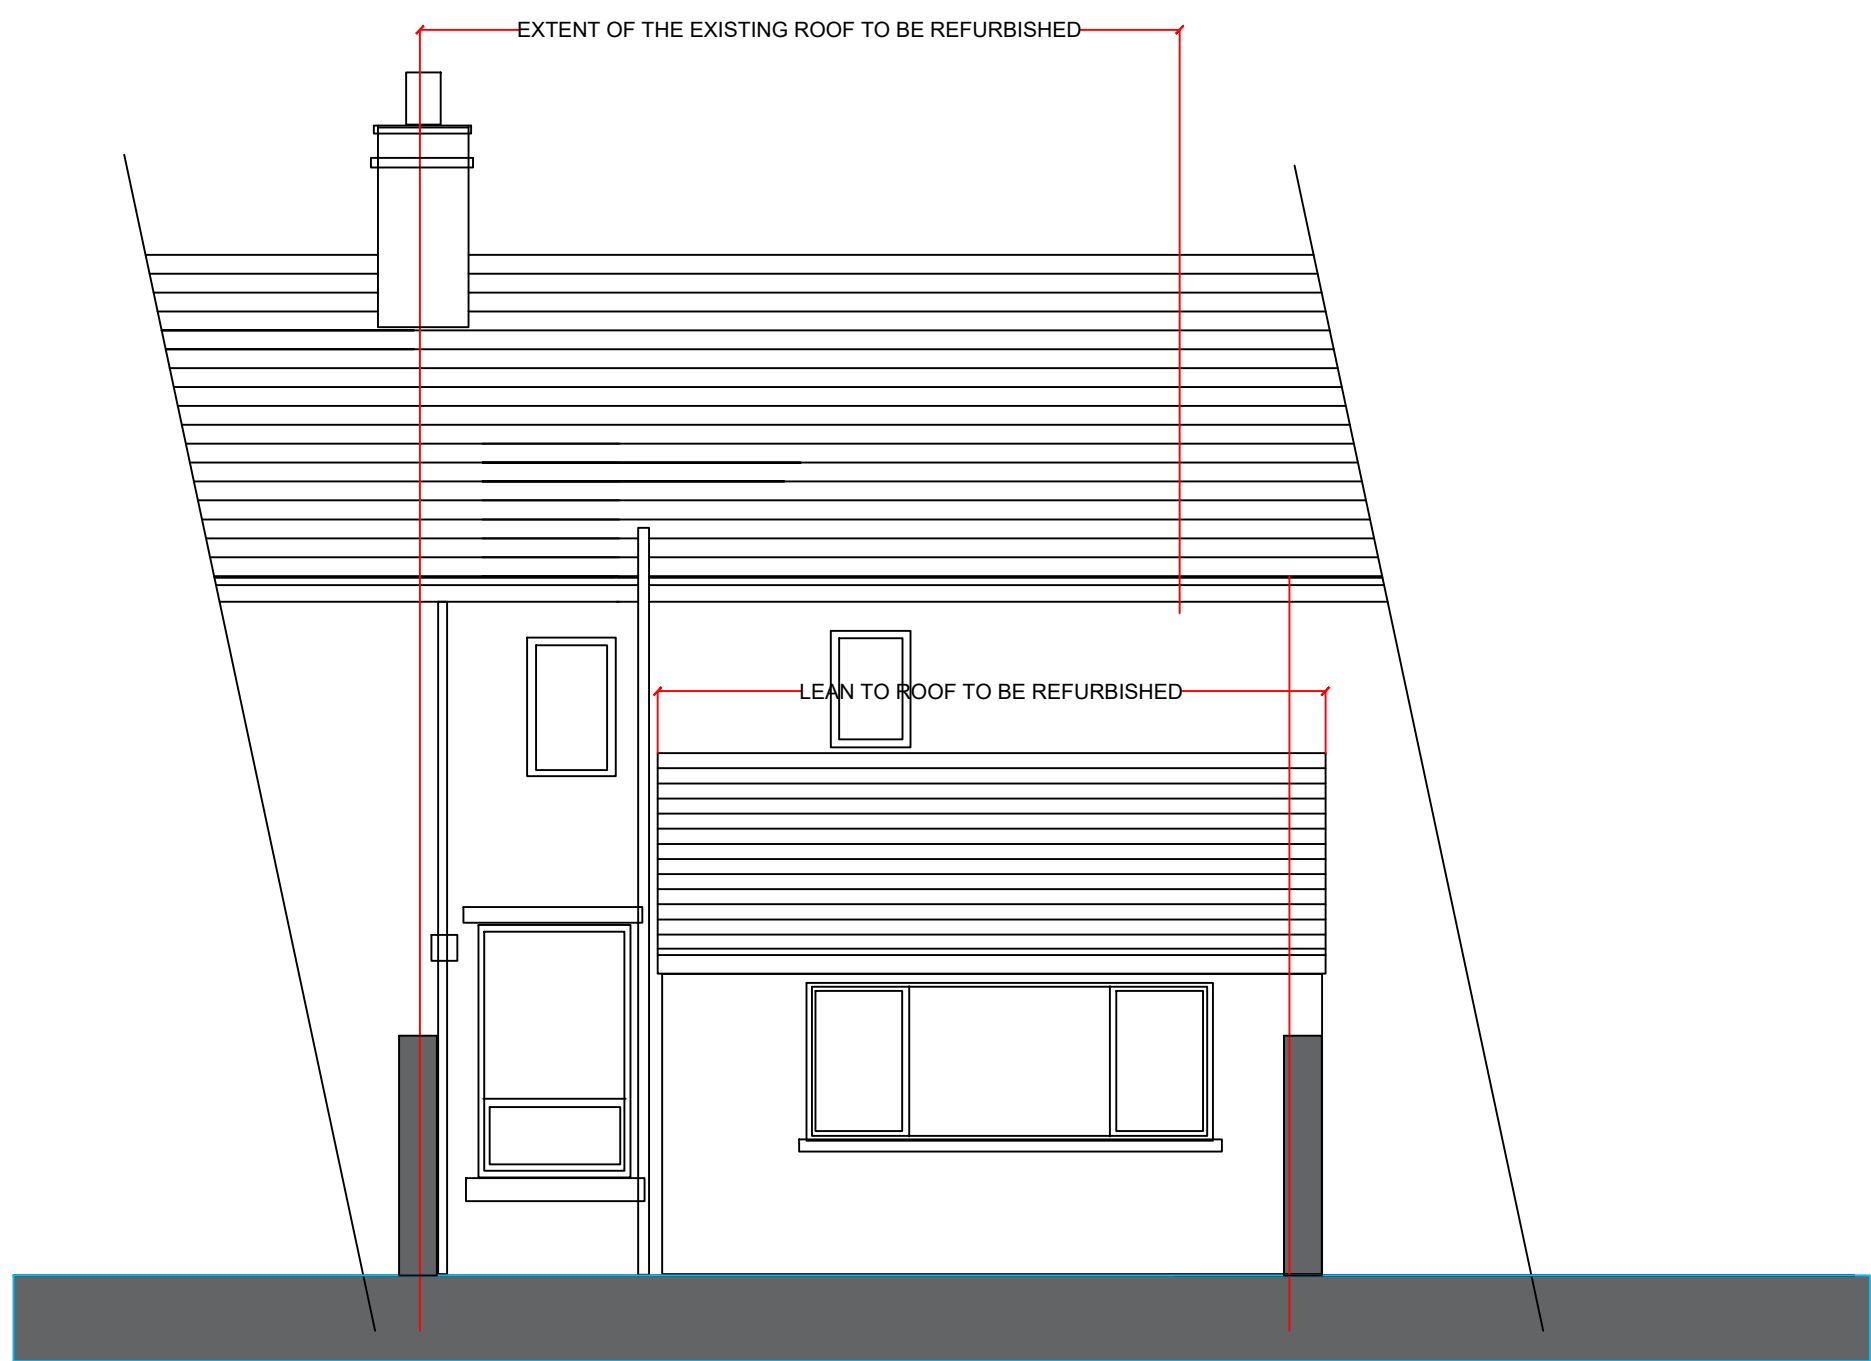 EXTENT OF THE EXISTING ROOF TO BE REFURBISHED
LEAN TO ROOF TO BE REFURBISHED